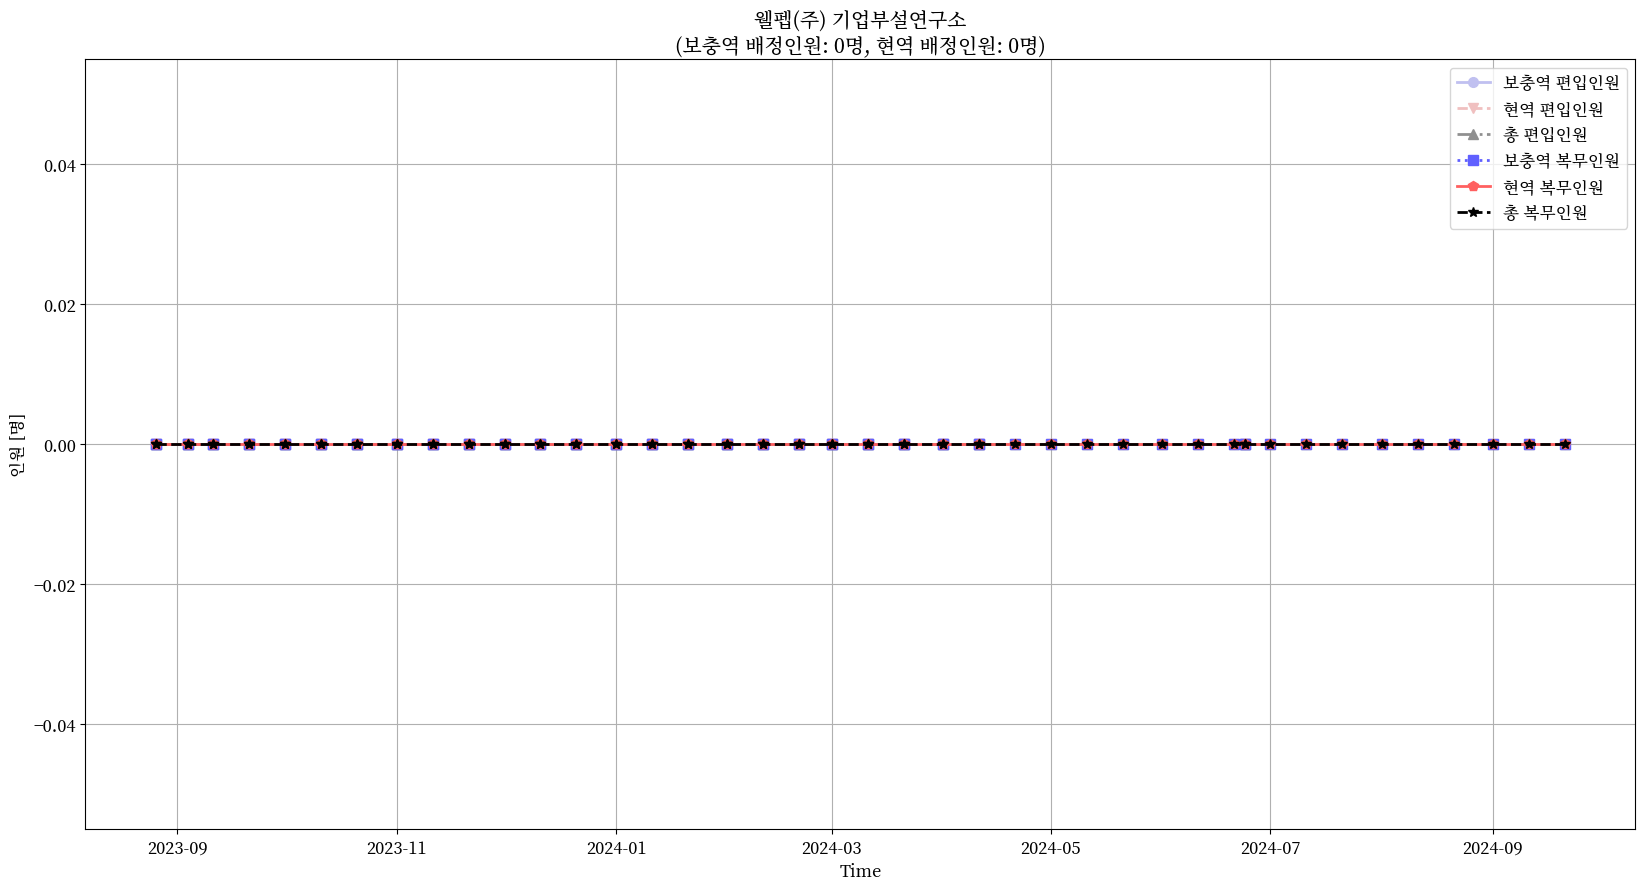 웰펩(주) 기업부설연구소
(보충역 배정인원: 0명, 현역 배정인원: 0명)
보충역 편입인원
현역 편입인원
총 편입인원
보충역 복무인원
현역 복무인원
총 복무인원
인원 [명]
0.04
0.02
0.00
−0.02
−0.04
2023-09
2023-11
2024-01
2024-03
2024-05
2024-07
2024-09
Time